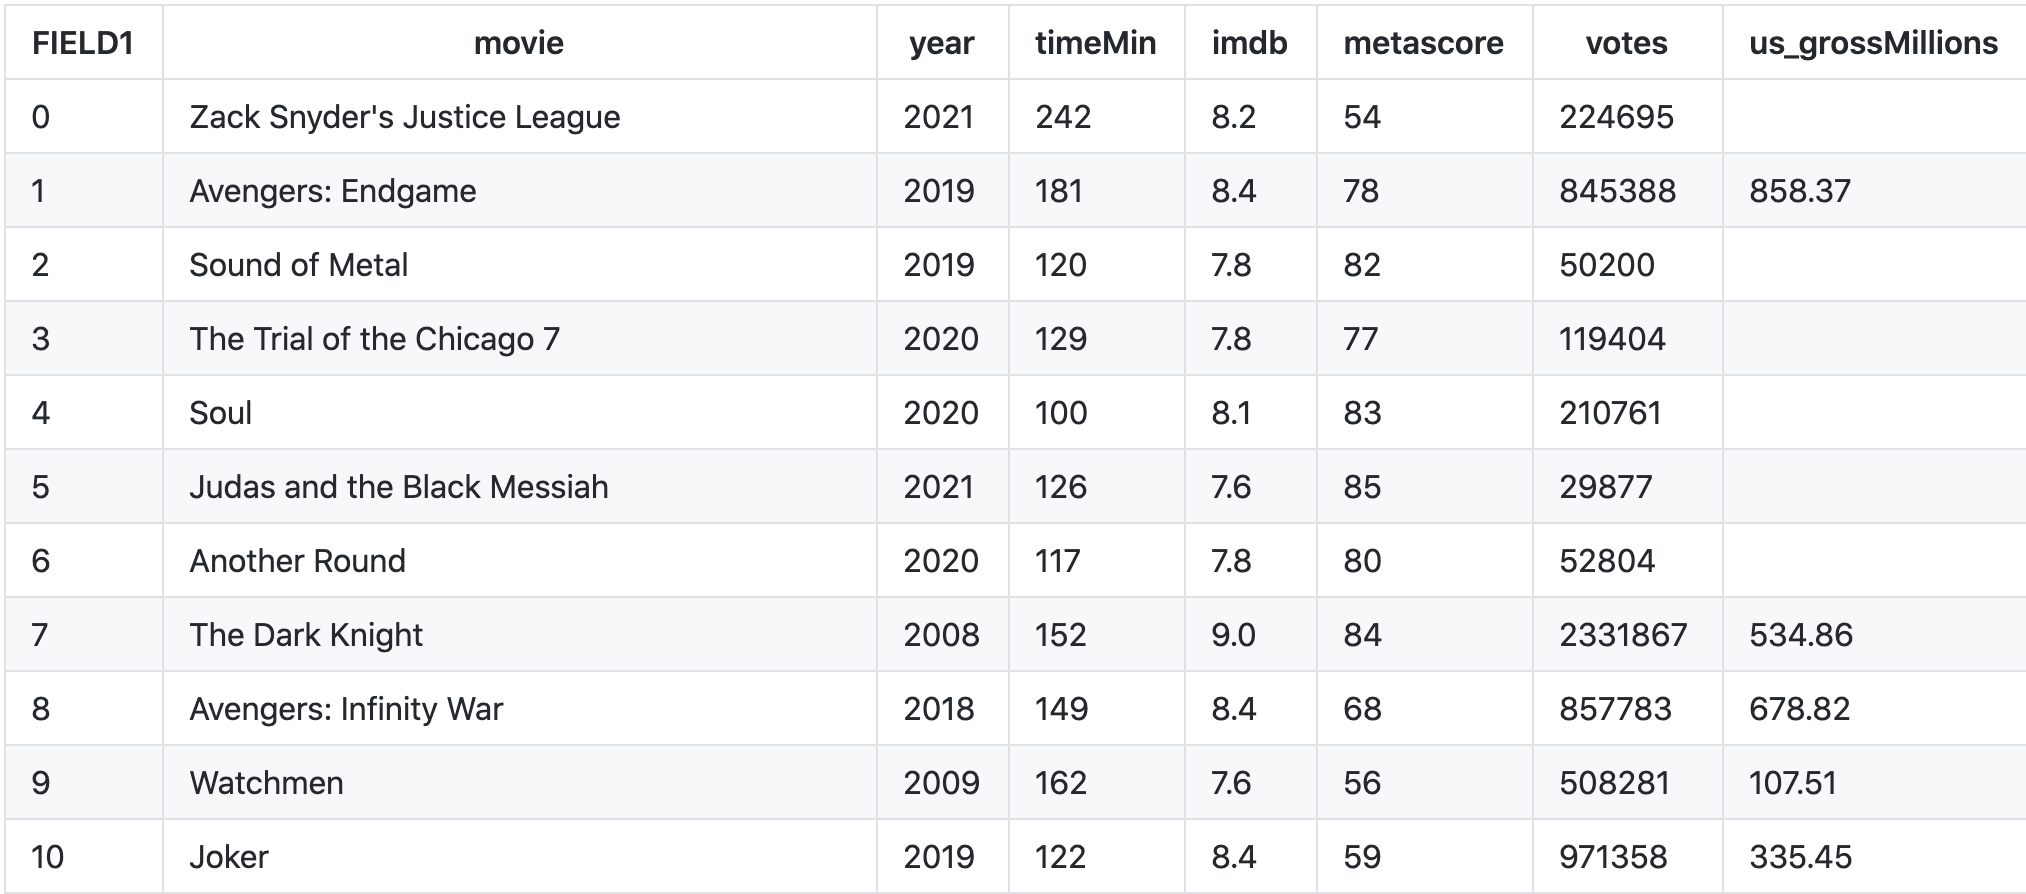 FIELD1 movie year timeMin imdb metascore votes us_grossMillions
0 Zack Snyder's Justice League 2021 242 8.2 54 224695
1 Avengers: Endgame 2019 181 8.4 78 845388 858.37
2 Sound of Metal 2019 120 7.8 82 50200
3 The Trial of the Chicago 7 2020 129 7.8 77 119404
4 Soul 2020 100 8.1 83 210761
5 Judas and the Black Messiah 2021 126 7.6 85 29877
6 Another Round 2020 117 7.8 80 52804
7 The Dark Knight 2008 152 9.0 84 2331867 534.86
8 Avengers: Infinity War 2018 149 8.4 68 857783 678.82
9 Watchmen 2009 162 7.6 56 508281 107.51
10 Joker 2019 122 8.4 59 971358 335.45